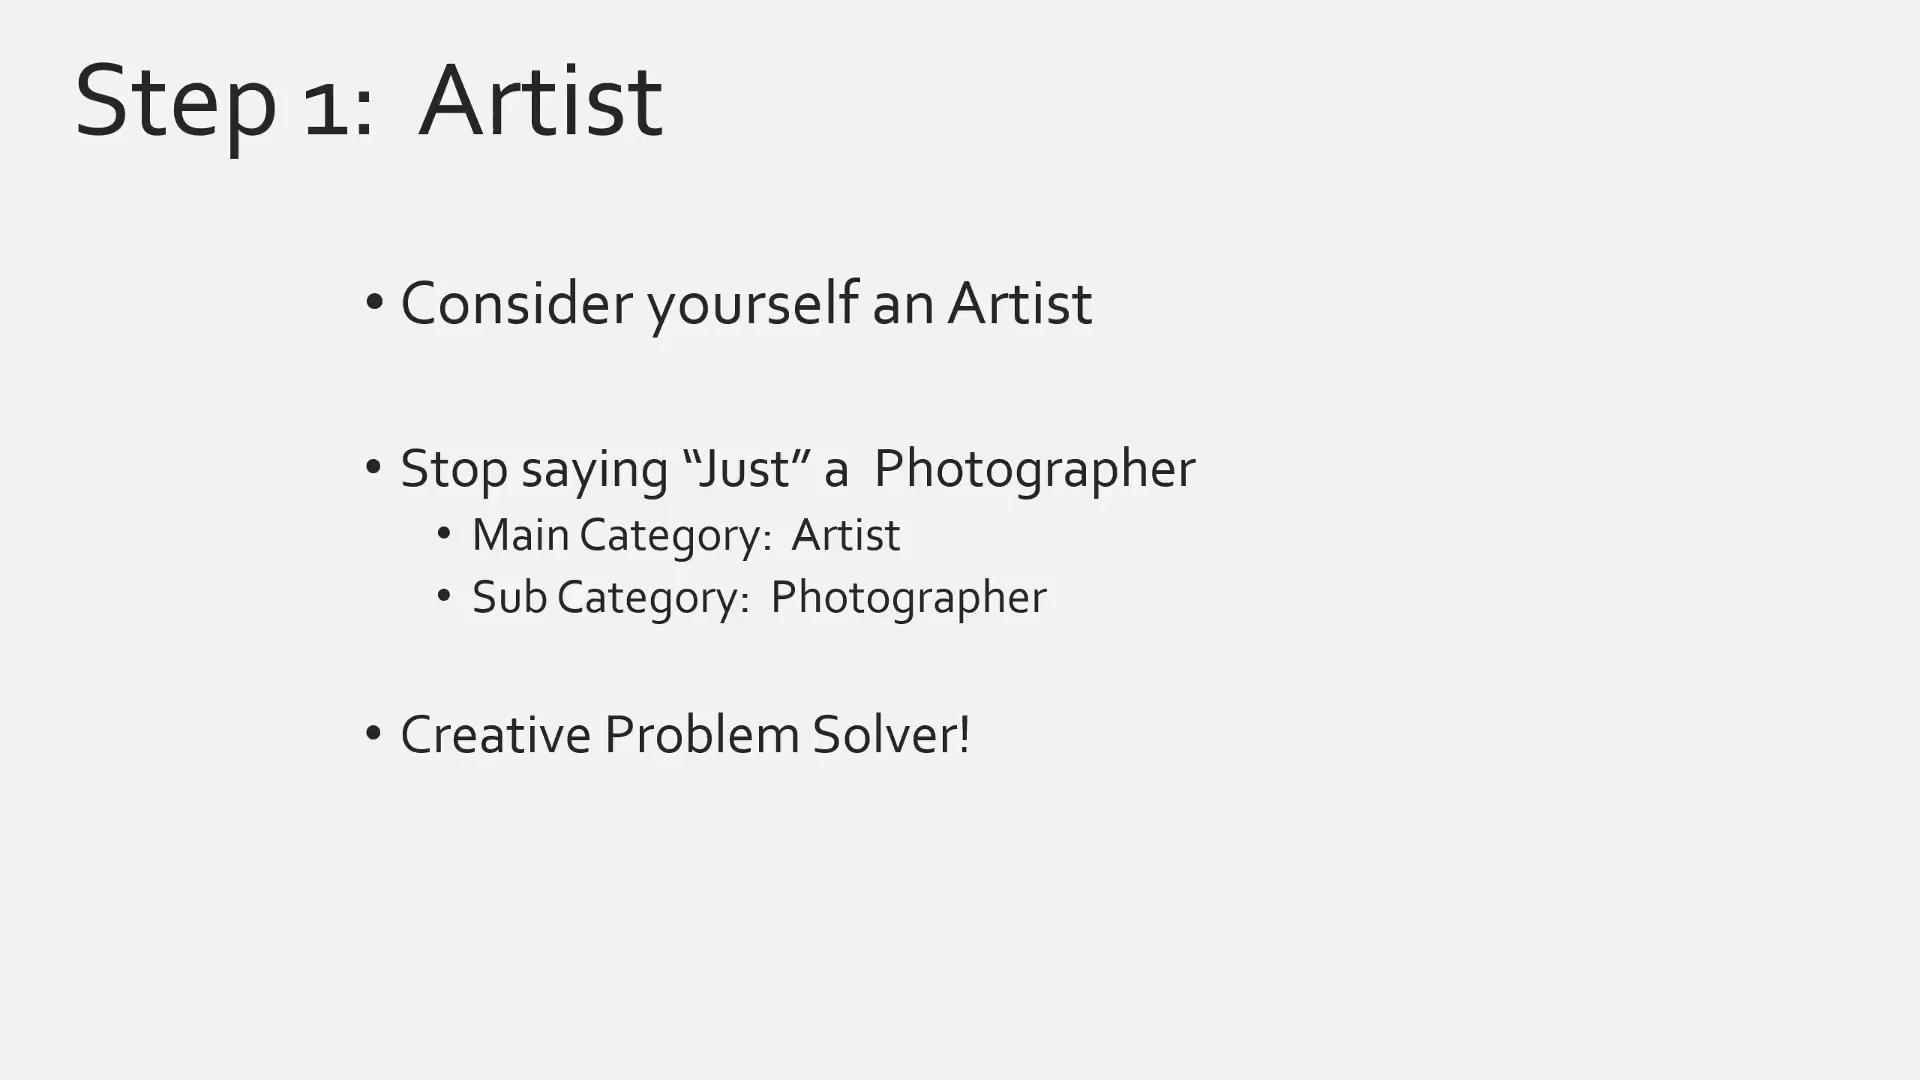 Step 1:  Artist
• Consider yourself an Artist
• Stop saying “Just” a  Photographer
• Main Category:  Artist
• Sub Category:  Photographer
• Creative Problem Solver!